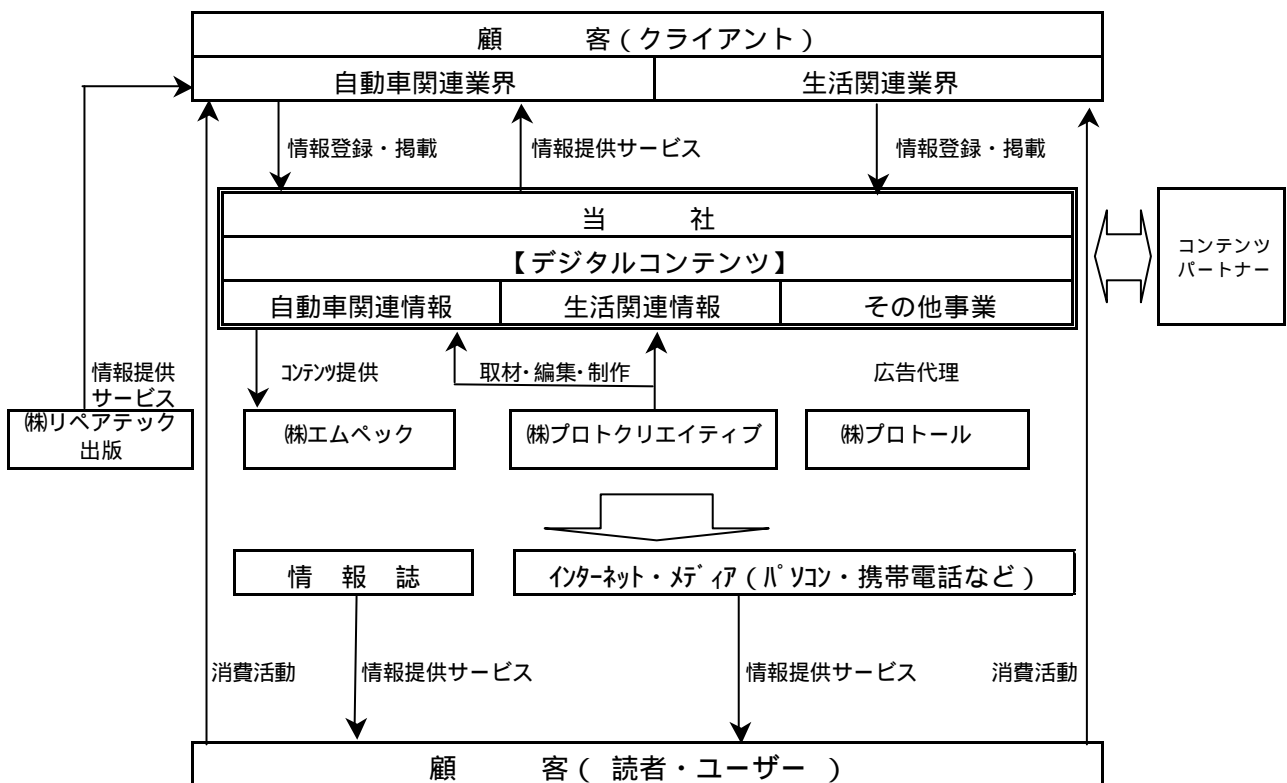 顧　　客（クライアント）
自動車関連業界　生活関連業界
情報登録・掲載　情報提供サービス　情報登録・掲載
当　　社
【デジタルコンテンツ】
自動車関連情報　生活関連情報　その他事業
コンテンツ
パートナー
情報提供
サービス
コンテンツ提供　取材・編集・制作　広告代理
㈱リペアテック
出版
㈱エムペック　㈱プロトクリエイティブ　㈱プロトール
情　報　誌　インターネット・メディア（パソコン・携帯電話など）
消費活動　情報提供サービス　情報提供サービス　消費活動
顧　　客（ 読者・ユーザー ）